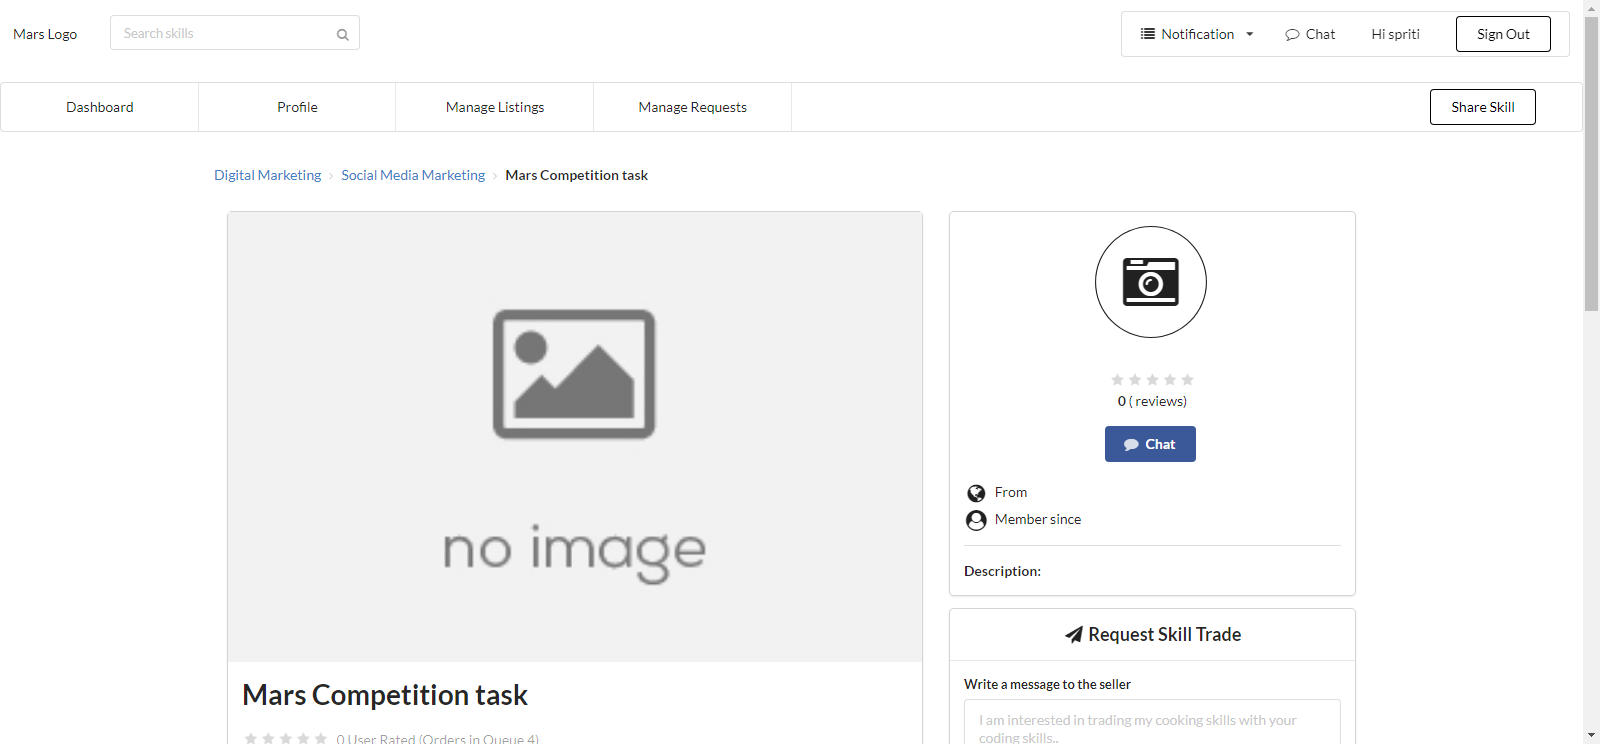 Mars Logo
Search skills
Notification
Chat
Hi spriti
Sign Out
Dashboard
Profile
Manage Listings
Manage Requests
Share Skill
Digital Marketing
Social Media Marketing
Mars Competition task
no image
Mars Competition task
0 User Rated (Orders in Queue 4)
0 ( reviews)
Chat
From
Member since
Description:
Request Skill Trade
Write a message to the seller
I am interested in trading my cooking skills with your
coding skills..